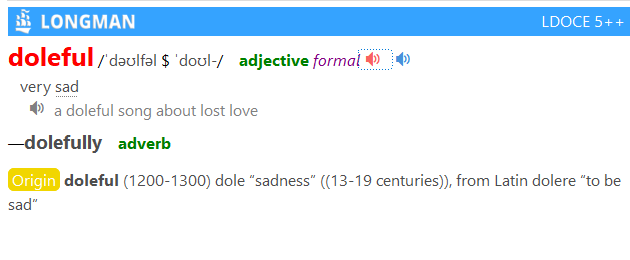 LONGMAN LDOCE 5++
doleful /ˈdəʊlfəl $ ˈdoʊl-/ adjective formal
very sad
a doleful song about lost love
—dolefully adverb
Origin doleful (1200-1300) dole “sadness” ((13-19 centuries)), from Latin dolere “to be
sad”